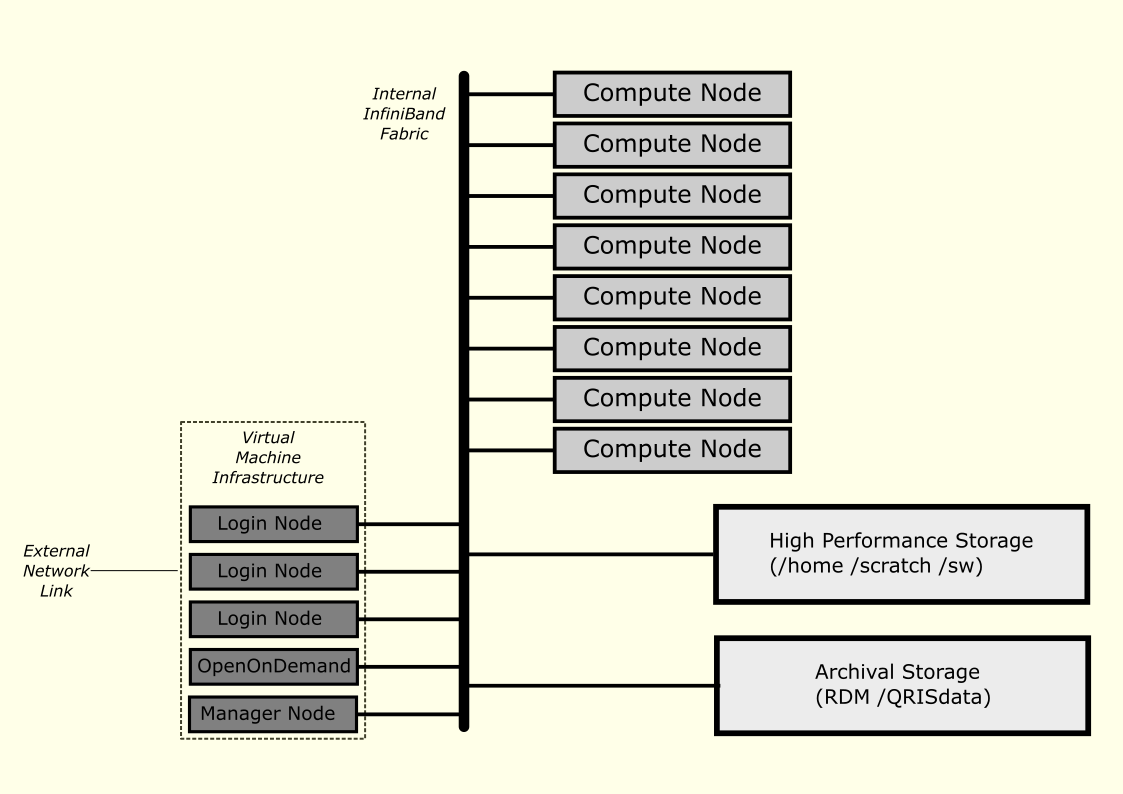 Internal
InfiniBand
Fabric
Compute Node
Compute Node
Compute Node
Compute Node
Compute Node
Compute Node
Compute Node
Compute Node
Virtual
Machine
Infrastructure
Login Node
Login Node
Login Node
OpenOnDemand
Manager Node
External
Network
Link
High Performance Storage
(/home /scratch /sw)
Archival Storage
(RDM /QRISdata)